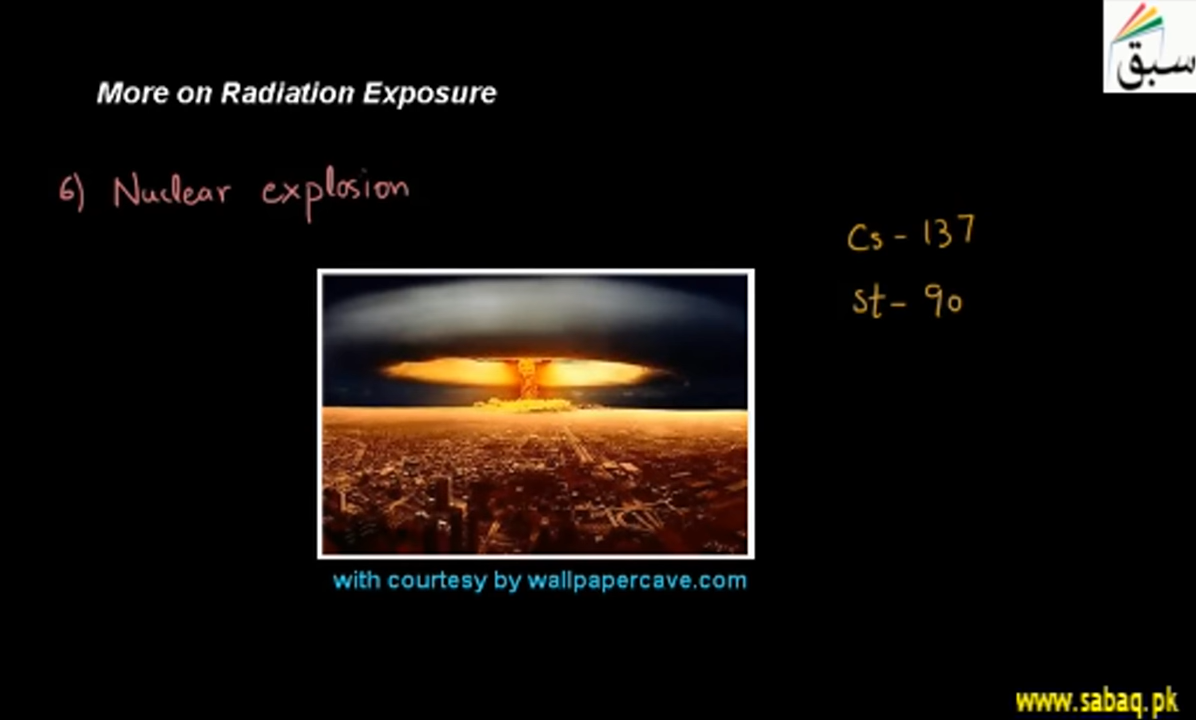 سبق
More on Radiation Exposure
6) Nuclear explosion
Cs - 137
St - 90
with courtesy by wallpapercave.com
www.sabaq.pk